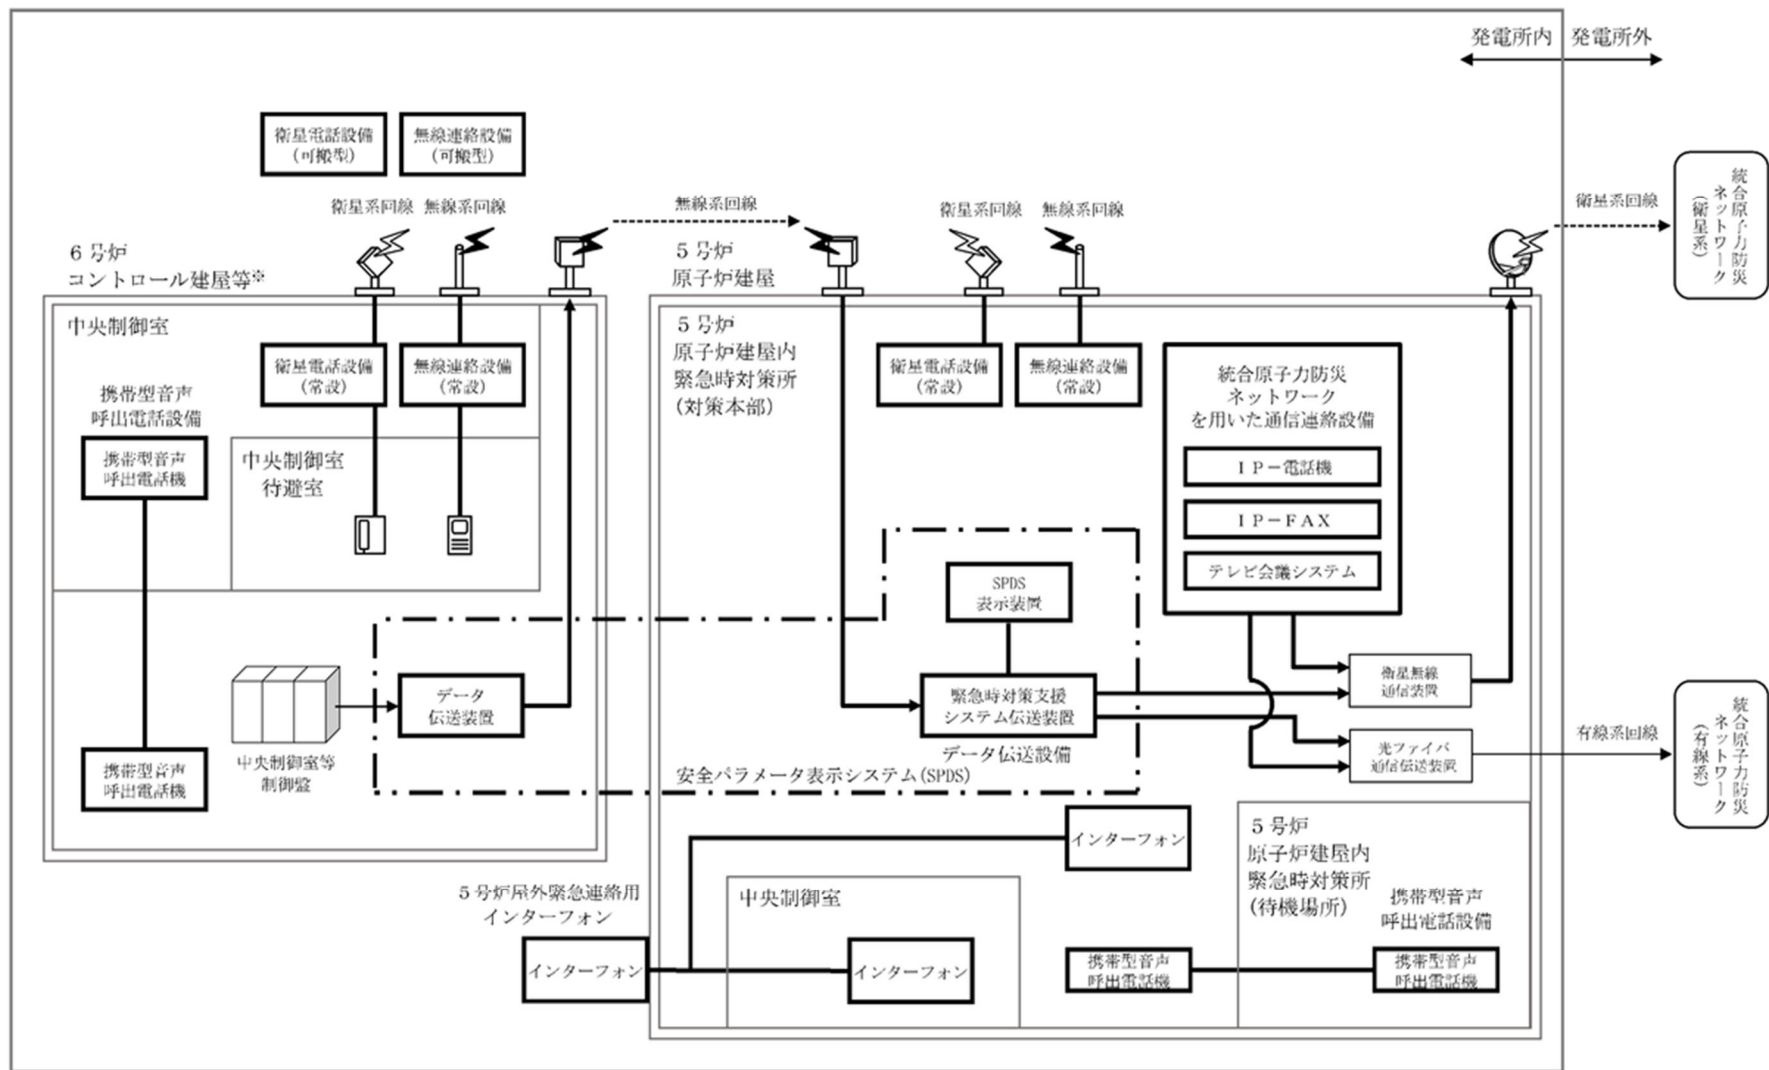 発電所内
発電所外
衛星電話設備
(可搬型)
無線連絡設備
(可搬型)
衛星系回線
無線系回線
無線系回線
衛星系回線
無線系回線
衛星系回線
統合原子力防災
ネットワーク
(衛星系)
6号炉
コントロール建屋等※
5号炉
原子炉建屋
中央制御室
衛星電話設備
(常設)
無線連絡設備
(常設)
携帯型音声
呼出電話設備
携帯型音声
呼出電話機
中央制御室
待避室
5号炉
原子炉建屋内
緊急時対策所
(対策本部)
衛星電話設備
(常設)
無線連絡設備
(常設)
統合原子力防災
ネットワーク
を用いた通信連絡設備
IP-電話機
IP-FAX
テレビ会議システム
SPDS
表示装置
データ
伝送装置
中央制御室等
制御盤
携帯型音声
呼出電話機
緊急時対策支援
システム伝送装置
データ伝送設備
安全パラメータ表示システム(SPDS)
衛星無線
通信装置
光ファイバ
通信伝送装置
有線系回線
統合原子力防災
ネットワーク
(有線系)
インターフォン
5号炉屋外緊急連絡用
インターフォン
インターフォン
中央制御室
インターフォン
5号炉
原子炉建屋内
緊急時対策所
(待機場所)
携帯型音声
呼出電話設備
携帯型音声
呼出電話機
携帯型音声
呼出電話機